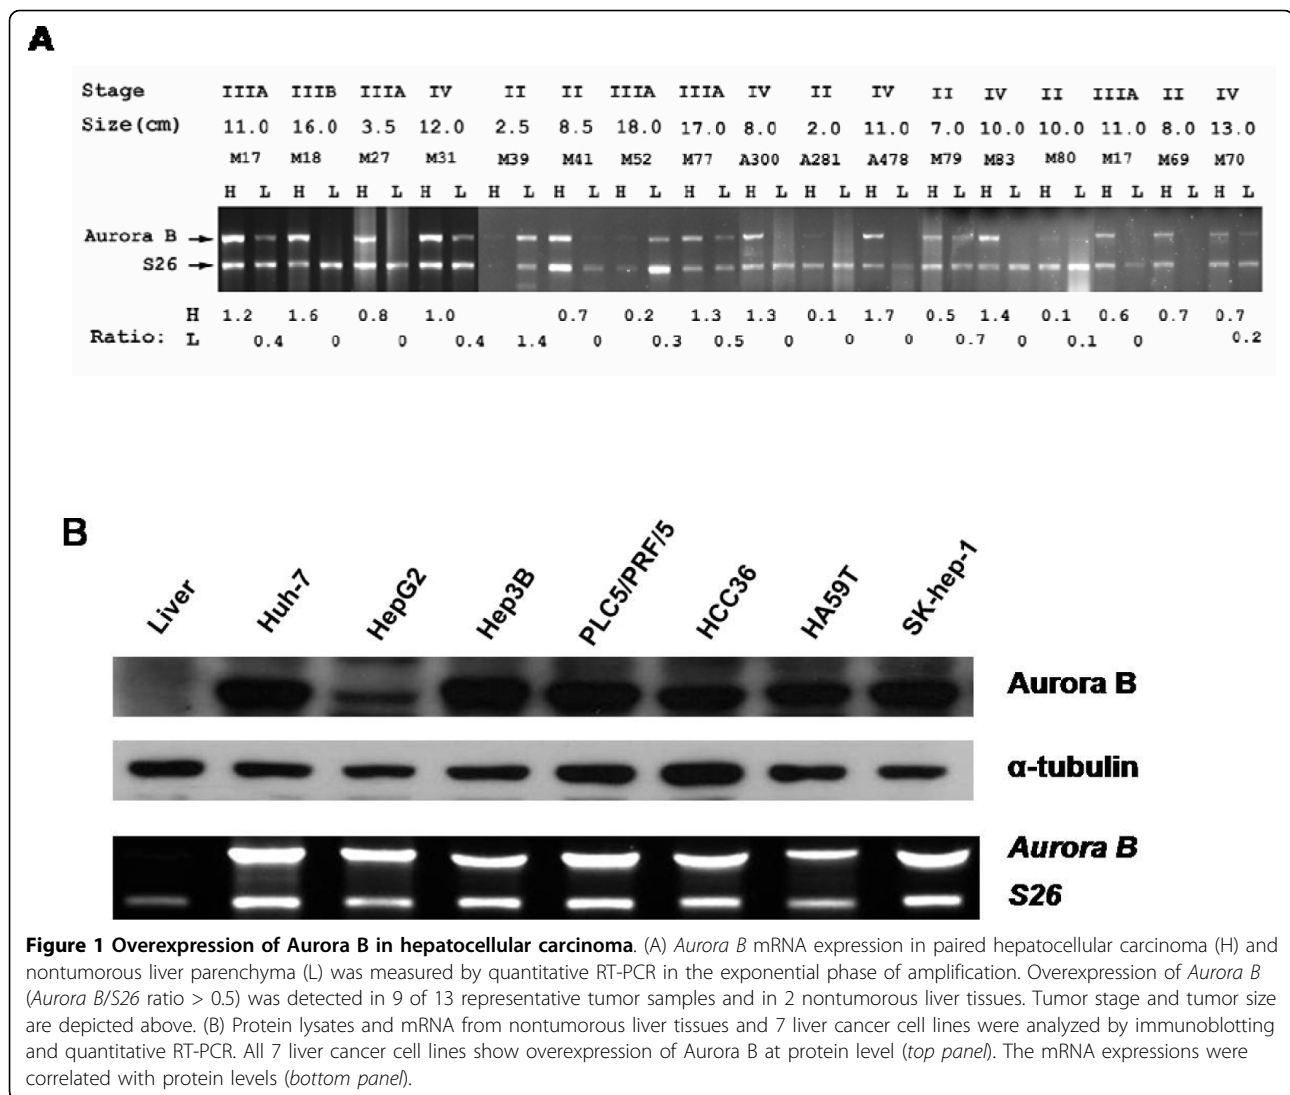 A
Stage IIIA IIIB IIIA IV II II IIIA IIIA IV II IV II IV II IIIA II IV
Size(cm) 11.0 16.0 3.5 12.0 2.5 8.5 18.0 17.0 8.0 2.0 11.0 7.0 10.0 10.0 11.0 8.0 13.0
M17 M18 M27 M31 M39 M41 M52 M77 A300 A281 A478 M79 M83 M80 M17 M69 M70
H L H L H L H L H L H L H L H L H L H L H L H L H L H L H L H L H L
Aurora B
S26
H 1.2 1.6 0.8 1.0 0.7 0.2 1.3 1.3 0.1 1.7 0.5 1.4 0.1 0.6 0.7 0.7
Ratio: L 0.4 0 0 0.4 1.4 0 0.3 0.5 0 0 0 0.7 0 0.1 0 0.2
B
Liver Huh-7 HepG2 Hep3B PLC5/PRF/5 HCC36 HA59T SK-hep-1
Aurora B
α-tubulin
Aurora B
S26
Figure 1 Overexpression of Aurora B in hepatocellular carcinoma. (A) Aurora B mRNA expression in paired hepatocellular carcinoma (H) and
nontumorous liver parenchyma (L) was measured by quantitative RT-PCR in the exponential phase of amplification. Overexpression of Aurora B
(Aurora B/S26 ratio > 0.5) was detected in 9 of 13 representative tumor samples and in 2 nontumorous liver tissues. Tumor stage and tumor size
are depicted above. (B) Protein lysates and mRNA from nontumorous liver tissues and 7 liver cancer cell lines were analyzed by immunoblotting
and quantitative RT-PCR. All 7 liver cancer cell lines show overexpression of Aurora B at protein level (top panel). The mRNA expressions were
correlated with protein levels (bottom panel).